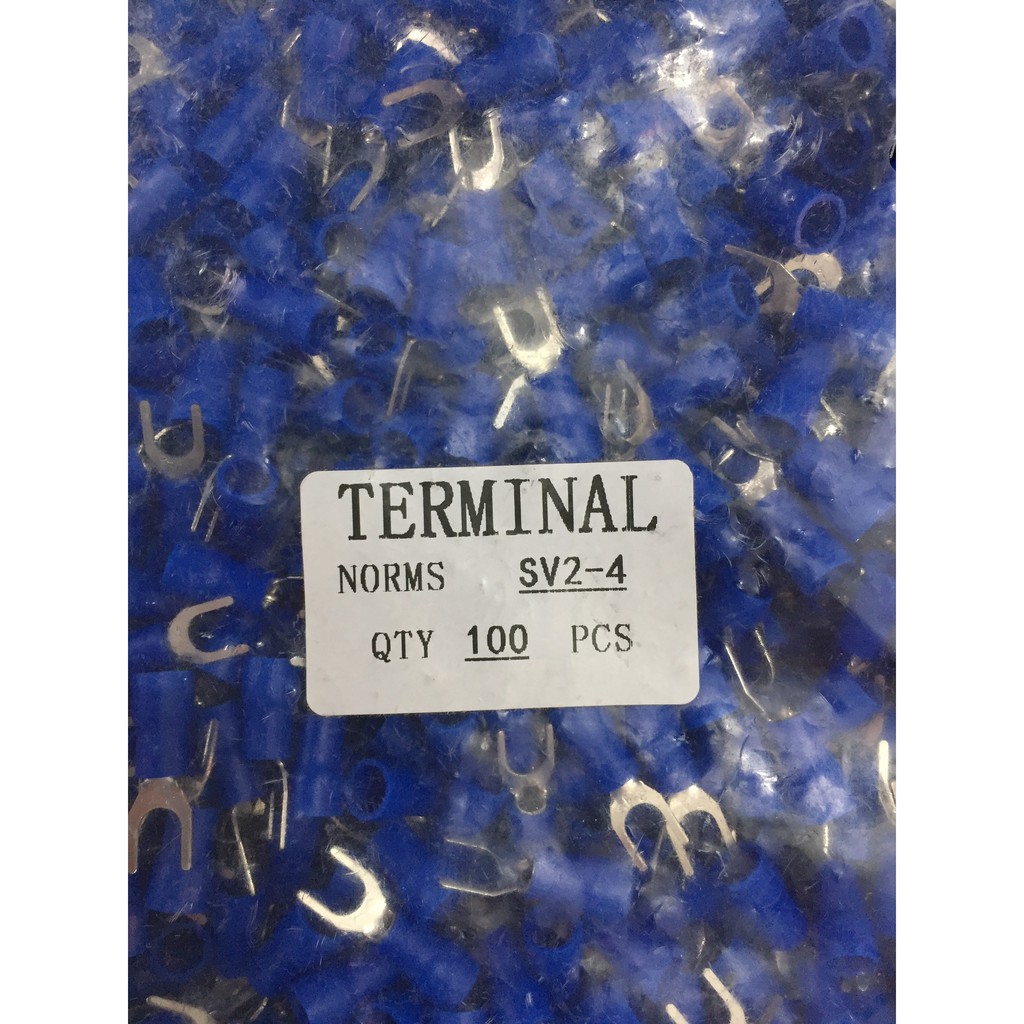 TERMINAL
NORMS SV2-4
QTY 100 PCS